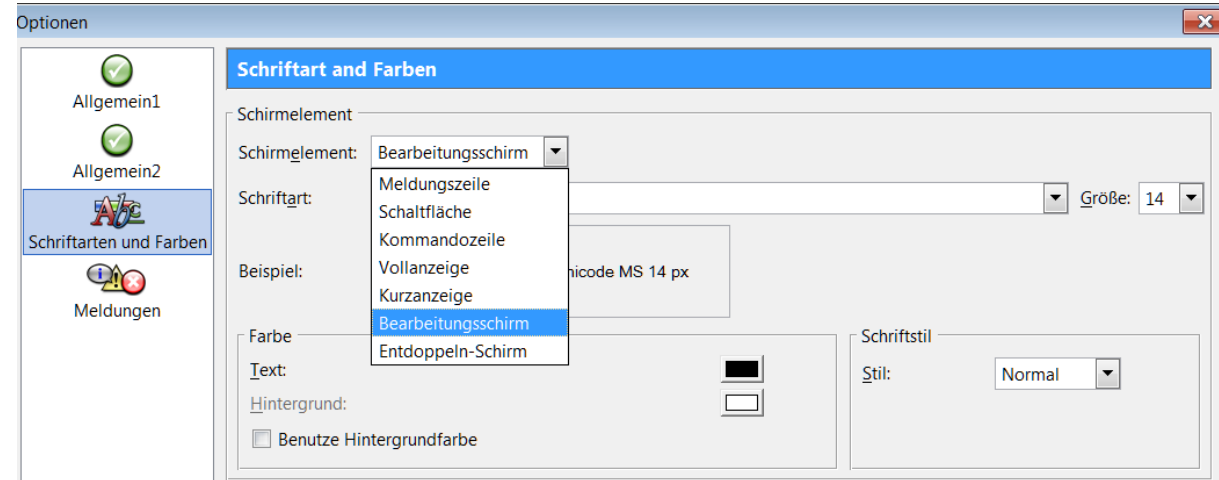 Optionen
Allgemein1
Allgemein2
Schriftarten und Farben
Meldungen
Schriftart and Farben
Schirmelement
Schirmelement: Bearbeitungsschirm
Meldungszeile
Schaltfläche
Kommandozeile
Vollanzeige
Kurzanzeige
Bearbeitungsschirm
Entdoppeln-Schirm
Schriftart: Größe: 14
Beispiel: MS 14 px
Farbe
Text:
Hintergrund:
Benutze Hintergrundfarbe
Schriftstil
Stil: Normal